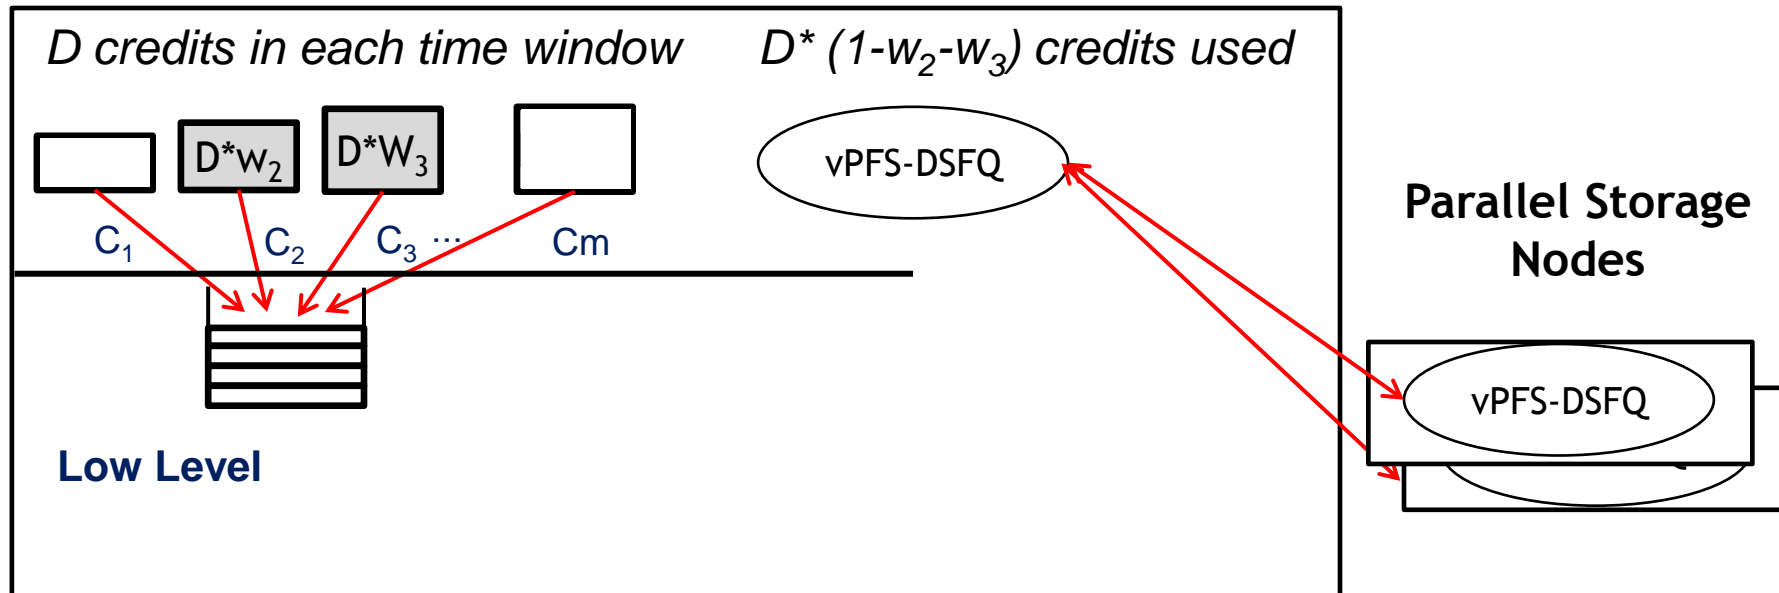 D credits in each time window
D* (1-w₂-w₃) credits used
D*w₂
D*W₃
vPFS-DSFQ
C₁
C₂
C₃ ...
Cm
Parallel Storage
Nodes
vPFS-DSFQ
Low Level